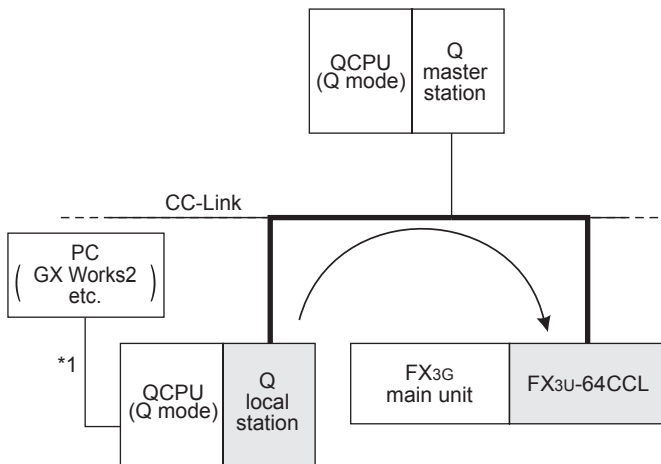 QCPU
(Q mode)
Q
master
station
CC-Link
PC
( GX Works2 )
etc.
*1
QCPU
(Q mode)
Q
local
station
FX3G
main unit
FX3U-64CCL